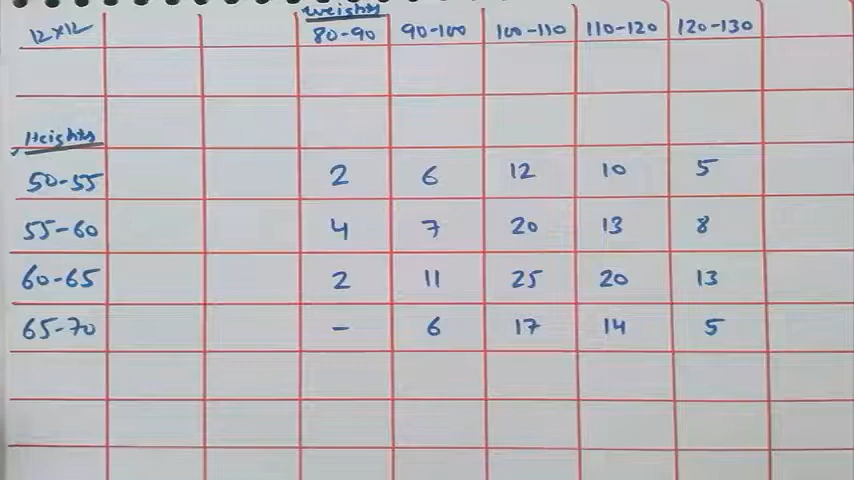 Weights
12x12 80-90 90-100 100-110 110-120 120-130
Heights
50-55 2 6 12 10 5
55-60 4 7 20 13 8
60-65 2 11 25 20 13
65-70 - 6 17 14 5